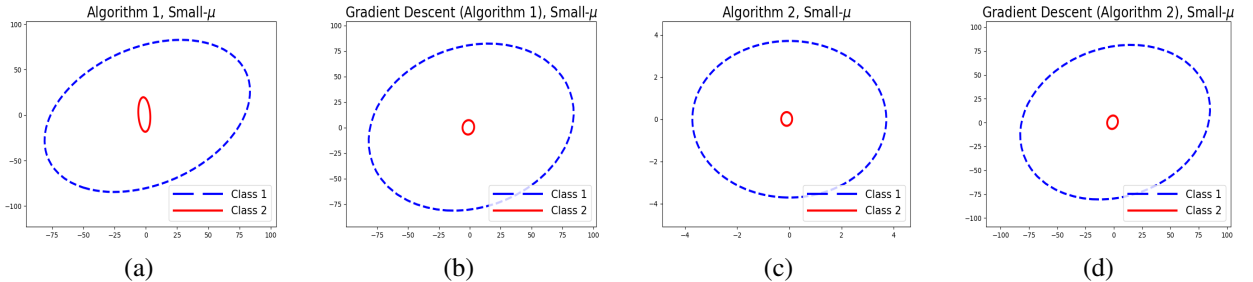 Algorithm 1, Small-μ
100
50
0
−50
−100
−75 −50 −25 0 25 50 75 100
Class 1
Class 2
(a)
Gradient Descent (Algorithm 1), Small-μ
100
75
50
25
0
−25
−50
−75
−75 −50 −25 0 25 50 75 100
Class 1
Class 2
(b)
Algorithm 2, Small-μ
4
2
0
−2
−4
−4 −2 0 2 4
Class 1
Class 2
(c)
Gradient Descent (Algorithm 2), Small-μ
100
75
50
25
0
−25
−50
−75
−100
−100 −75 −50 −25 0 25 50 75 100
Class 1
Class 2
(d)